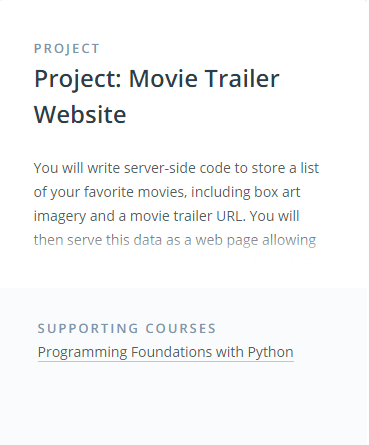 PROJECT
Project: Movie Trailer
Website
You will write server-side code to store a list
of your favorite movies, including box art
imagery and a movie trailer URL. You will
then serve this data as a web page allowing
SUPPORTING COURSES
Programming Foundations with Python